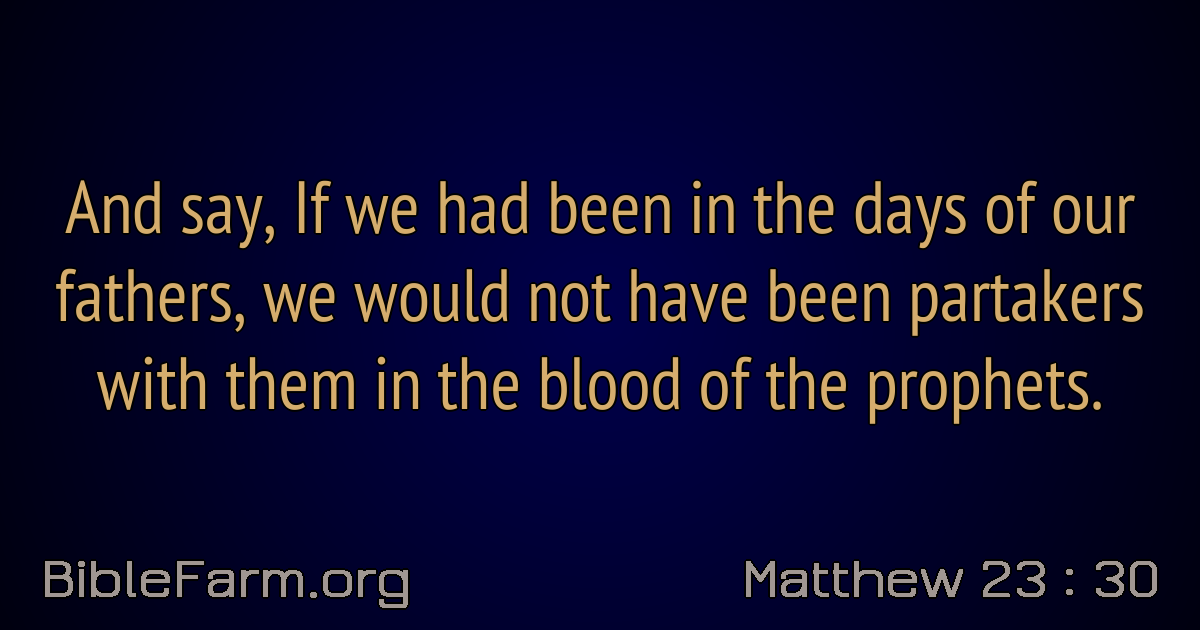 And say, If we had been in the days of our
fathers, we would not have been partakers
with them in the blood of the prophets.
BibleFarm.org
Matthew 23 : 30